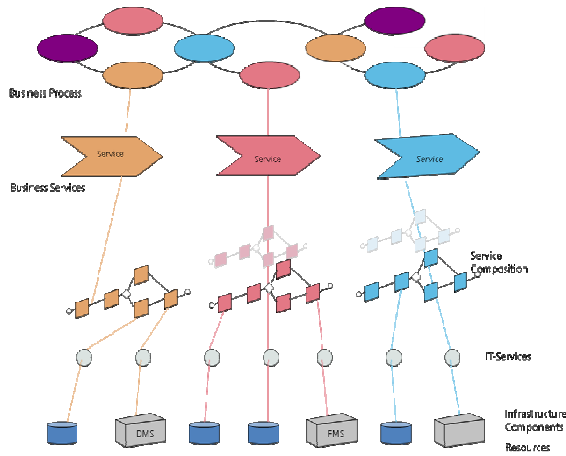 Business Process
Service
Service
Service
Business Services
Service
Composition
IT-Services
Infrastructure
Components
DMS
FMS
Resources